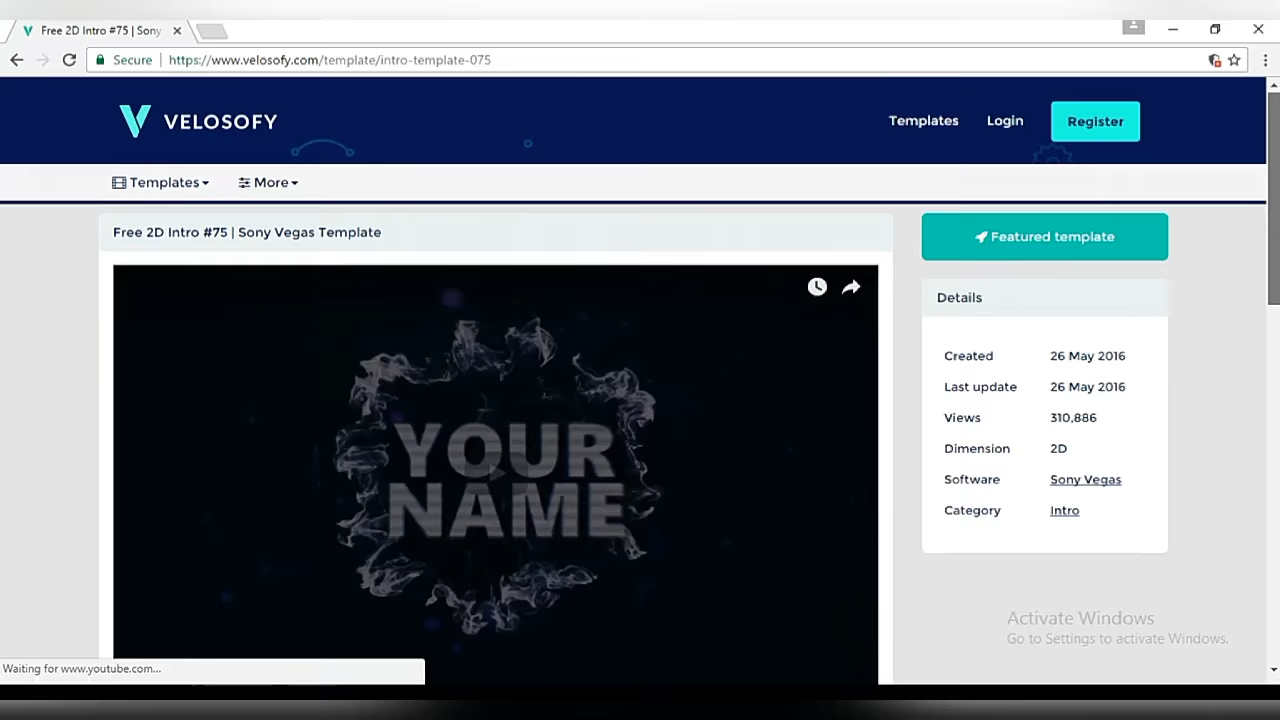 Free 2D Intro #75 | Sony
Secure
https://www.velosofy.com/template/intro-template-075
VELOSOFY
Templates
Login
Register
Templates
More
Free 2D Intro #75 | Sony Vegas Template
Featured template
YOUR
NAME
Details
Created 26 May 2016
Last update 26 May 2016
Views 310,886
Dimension 2D
Software Sony Vegas
Category Intro
Activate Windows
Go to Settings to activate Windows.
Waiting for www.youtube.com...